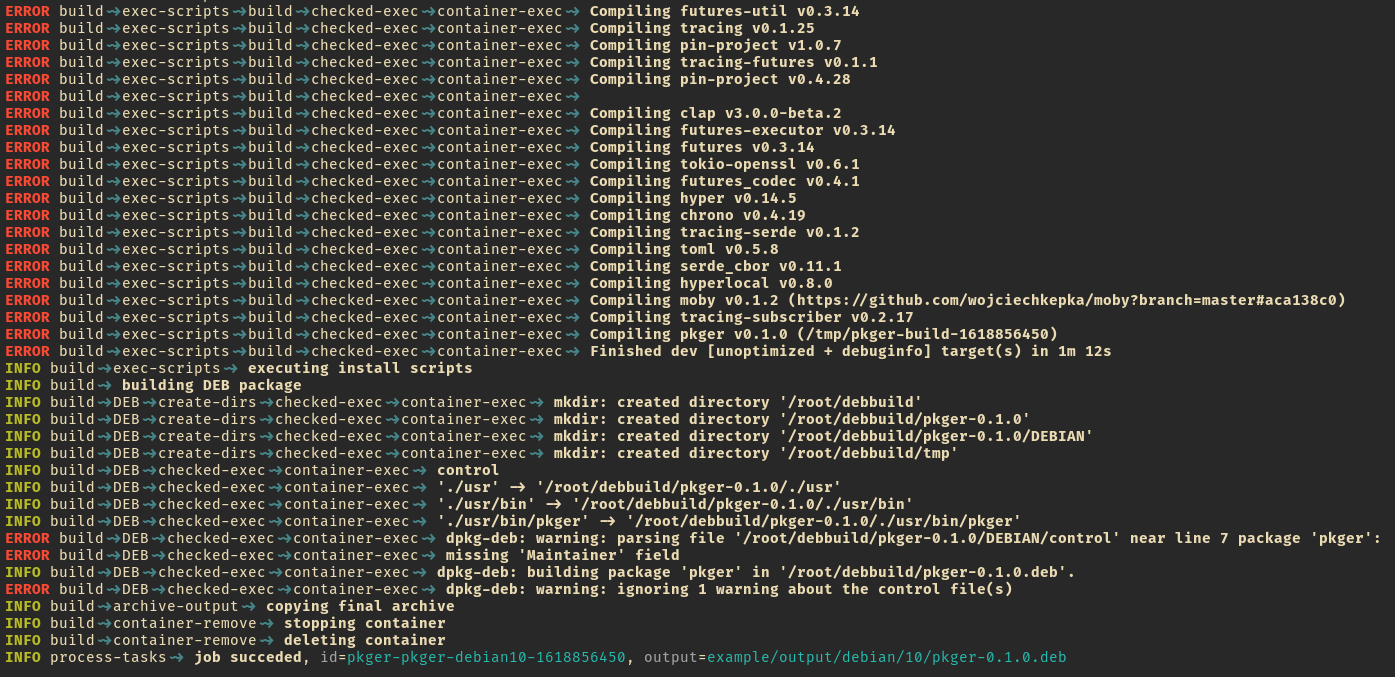 ERROR build⤳exec-scripts⤳build⤳checked-exec⤳container-exec⤳ Compiling futures-util v0.3.14
ERROR build⤳exec-scripts⤳build⤳checked-exec⤳container-exec⤳ Compiling tracing v0.1.25
ERROR build⤳exec-scripts⤳build⤳checked-exec⤳container-exec⤳ Compiling pin-project v1.0.7
ERROR build⤳exec-scripts⤳build⤳checked-exec⤳container-exec⤳ Compiling tracing-futures v0.1.1
ERROR build⤳exec-scripts⤳build⤳checked-exec⤳container-exec⤳ Compiling pin-project v0.4.28
ERROR build⤳exec-scripts⤳build⤳checked-exec⤳container-exec⤳
ERROR build⤳exec-scripts⤳build⤳checked-exec⤳container-exec⤳ Compiling clap v3.0.0-beta.2
ERROR build⤳exec-scripts⤳build⤳checked-exec⤳container-exec⤳ Compiling futures-executor v0.3.14
ERROR build⤳exec-scripts⤳build⤳checked-exec⤳container-exec⤳ Compiling futures v0.3.14
ERROR build⤳exec-scripts⤳build⤳checked-exec⤳container-exec⤳ Compiling tokio-openssl v0.6.1
ERROR build⤳exec-scripts⤳build⤳checked-exec⤳container-exec⤳ Compiling futures_codec v0.4.1
ERROR build⤳exec-scripts⤳build⤳checked-exec⤳container-exec⤳ Compiling hyper v0.14.5
ERROR build⤳exec-scripts⤳build⤳checked-exec⤳container-exec⤳ Compiling chrono v0.4.19
ERROR build⤳exec-scripts⤳build⤳checked-exec⤳container-exec⤳ Compiling tracing-serde v0.1.2
ERROR build⤳exec-scripts⤳build⤳checked-exec⤳container-exec⤳ Compiling toml v0.5.8
ERROR build⤳exec-scripts⤳build⤳checked-exec⤳container-exec⤳ Compiling serde_cbor v0.11.1
ERROR build⤳exec-scripts⤳build⤳checked-exec⤳container-exec⤳ Compiling hyperlocal v0.8.0
ERROR build⤳exec-scripts⤳build⤳checked-exec⤳container-exec⤳ Compiling moby v0.1.2 (https://github.com/wojciechkepka/moby?branch=master#aca138c0)
ERROR build⤳exec-scripts⤳build⤳checked-exec⤳container-exec⤳ Compiling tracing-subscriber v0.2.17
ERROR build⤳exec-scripts⤳build⤳checked-exec⤳container-exec⤳ Compiling pkger v0.1.0 (/tmp/pkger-build-1618856450)
ERROR build⤳exec-scripts⤳build⤳checked-exec⤳container-exec⤳ Finished dev [unoptimized + debuginfo] target(s) in 1m 12s
INFO build⤳exec-scripts⤳ executing install scripts
INFO build⤳ building DEB package
INFO build⤳DEB⤳create-dirs⤳checked-exec⤳container-exec⤳ mkdir: created directory '/root/debbuild'
INFO build⤳DEB⤳create-dirs⤳checked-exec⤳container-exec⤳ mkdir: created directory '/root/debbuild/pkger-0.1.0'
INFO build⤳DEB⤳create-dirs⤳checked-exec⤳container-exec⤳ mkdir: created directory '/root/debbuild/pkger-0.1.0/DEBIAN'
INFO build⤳DEB⤳create-dirs⤳checked-exec⤳container-exec⤳ mkdir: created directory '/root/debbuild/tmp'
INFO build⤳DEB⤳checked-exec⤳container-exec⤳ control
INFO build⤳DEB⤳checked-exec⤳container-exec⤳ './usr' -> '/root/debbuild/pkger-0.1.0/./usr'
INFO build⤳DEB⤳checked-exec⤳container-exec⤳ './usr/bin' -> '/root/debbuild/pkger-0.1.0/./usr/bin'
INFO build⤳DEB⤳checked-exec⤳container-exec⤳ './usr/bin/pkger' -> '/root/debbuild/pkger-0.1.0/./usr/bin/pkger'
ERROR build⤳DEB⤳checked-exec⤳container-exec⤳ dpkg-deb: warning: parsing file '/root/debbuild/pkger-0.1.0/DEBIAN/control' near line 7 package 'pkger':
ERROR build⤳DEB⤳checked-exec⤳container-exec⤳ missing 'Maintainer' field
INFO build⤳DEB⤳checked-exec⤳container-exec⤳ dpkg-deb: building package 'pkger' in '/root/debbuild/pkger-0.1.0.deb'.
ERROR build⤳DEB⤳checked-exec⤳container-exec⤳ dpkg-deb: warning: ignoring 1 warning about the control file(s)
INFO build⤳archive-output⤳ copying final archive
INFO build⤳container-remove⤳ stopping container
INFO build⤳container-remove⤳ deleting container
INFO process-tasks⤳ job succeded, id=pkger-pkger-debian10-1618856450, output=example/output/debian/10/pkger-0.1.0.deb